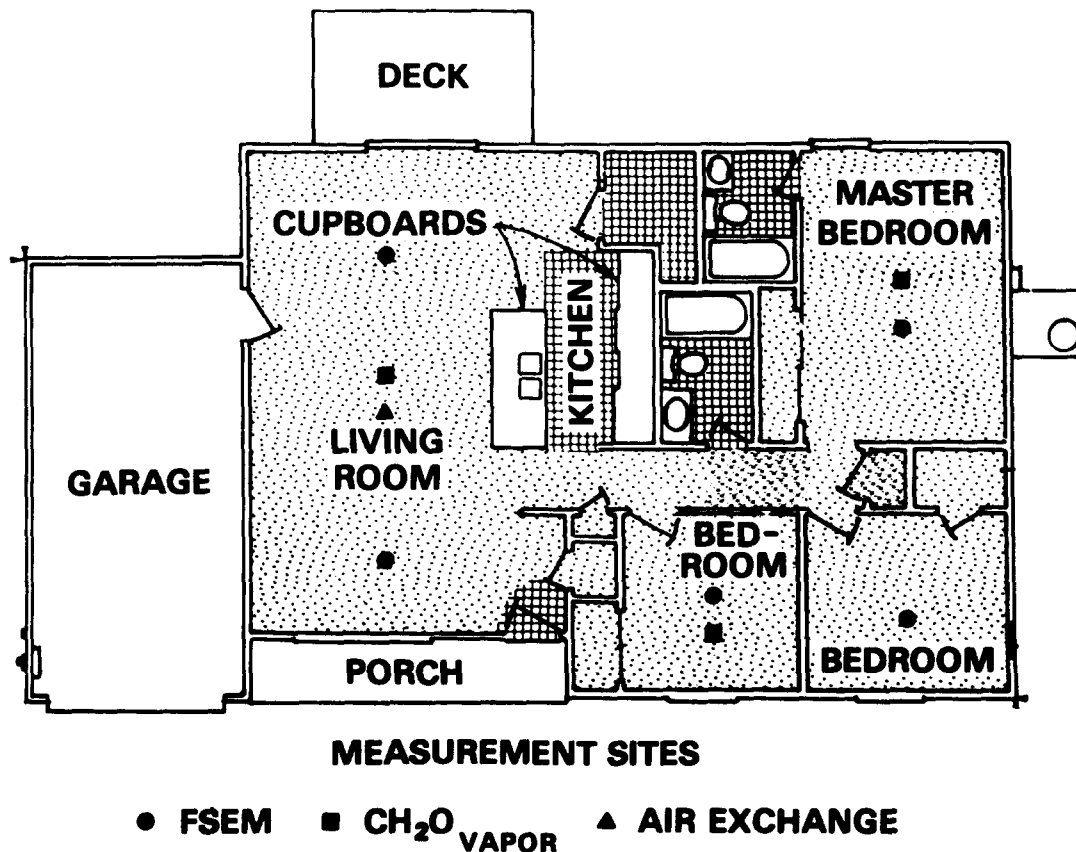 DECK
CUPBOARDS
MASTER
BEDROOM
KITCHEN
LIVING
ROOM
GARAGE
BED-
ROOM
BEDROOM
PORCH
MEASUREMENT SITES
● FSEM ■ CH₂O VAPOR ▲ AIR EXCHANGE